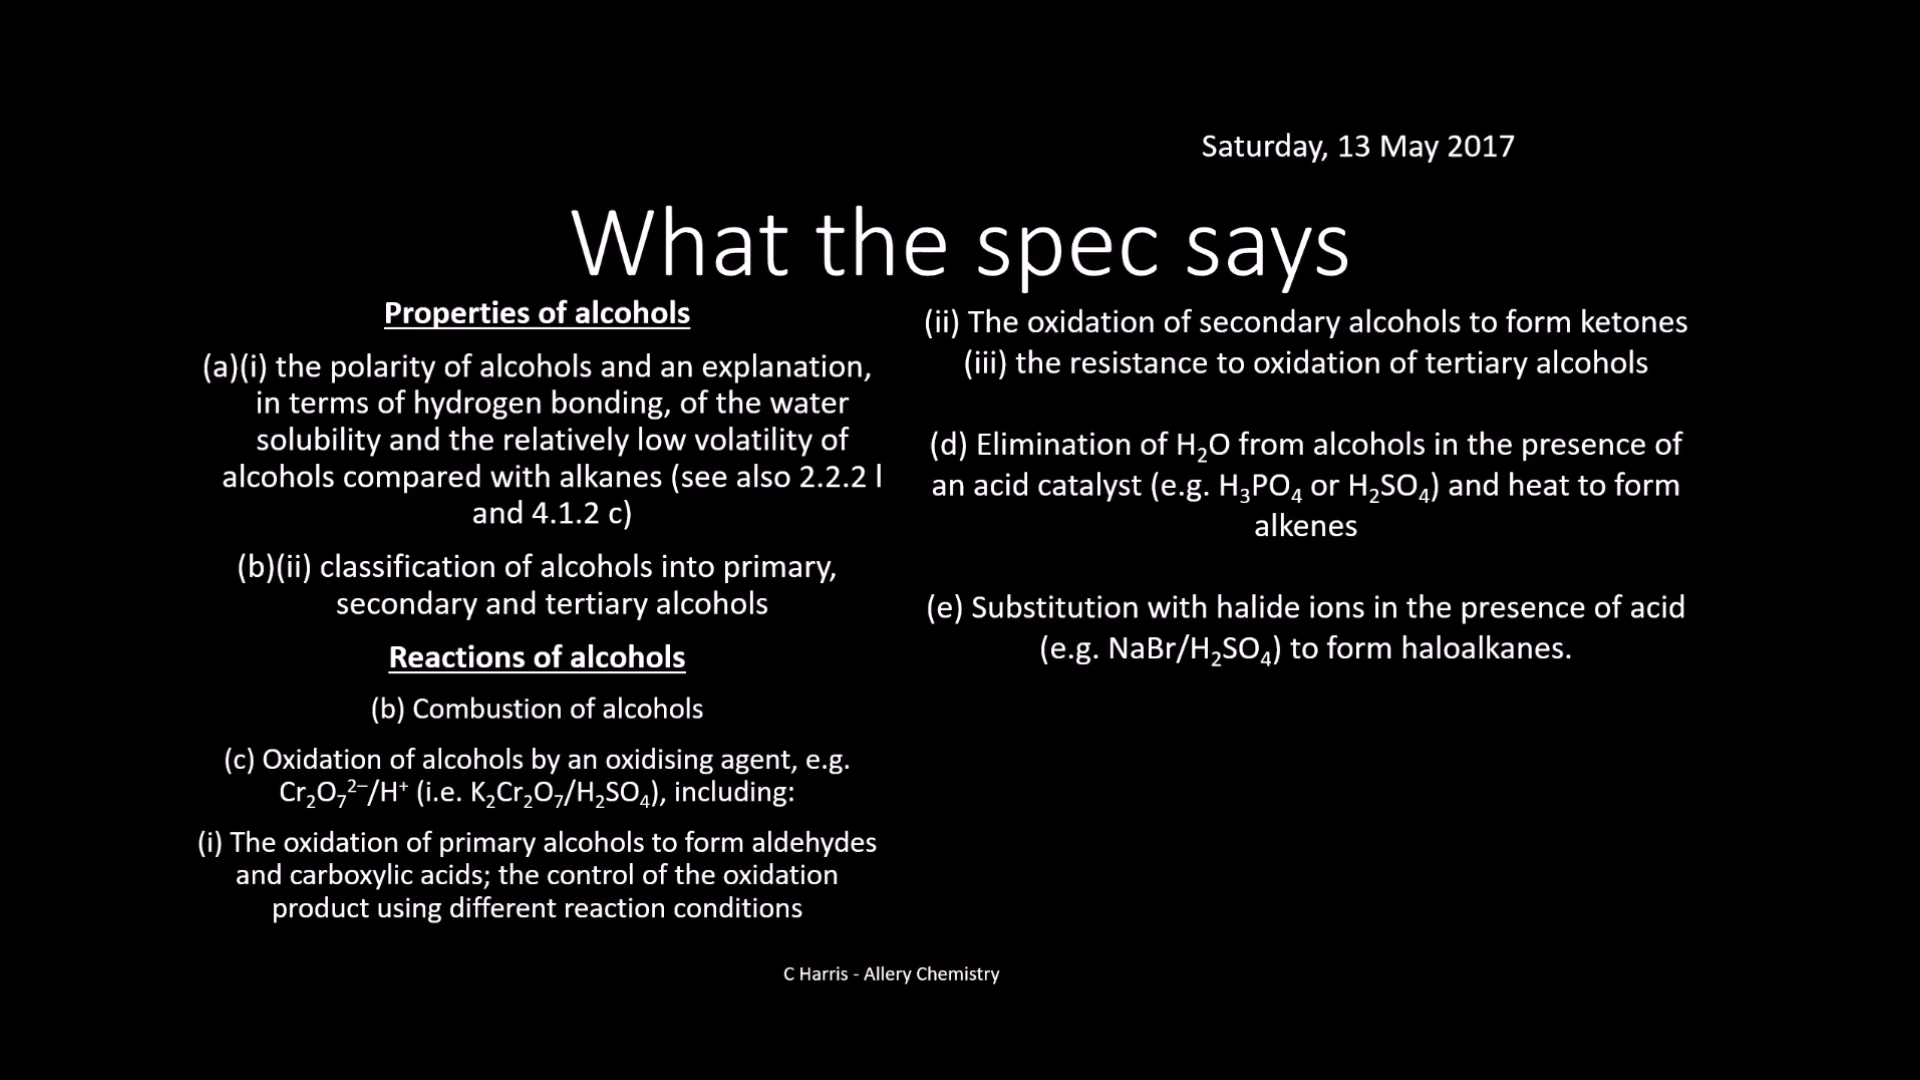 Saturday, 13 May 2017
What the spec says
Properties of alcohols
(a)(i) the polarity of alcohols and an explanation,
in terms of hydrogen bonding, of the water
solubility and the relatively low volatility of
alcohols compared with alkanes (see also 2.2.2 l
and 4.1.2 c)
(b)(ii) classification of alcohols into primary,
secondary and tertiary alcohols
Reactions of alcohols
(b) Combustion of alcohols
(c) Oxidation of alcohols by an oxidising agent, e.g.
Cr₂O₇²⁻/H⁺ (i.e. K₂Cr₂O₇/H₂SO₄), including:
(i) The oxidation of primary alcohols to form aldehydes
and carboxylic acids; the control of the oxidation
product using different reaction conditions
(ii) The oxidation of secondary alcohols to form ketones
(iii) the resistance to oxidation of tertiary alcohols
(d) Elimination of H₂O from alcohols in the presence of
an acid catalyst (e.g. H₃PO₄ or H₂SO₄) and heat to form
alkenes
(e) Substitution with halide ions in the presence of acid
(e.g. NaBr/H₂SO₄) to form haloalkanes.
C Harris - Allery Chemistry